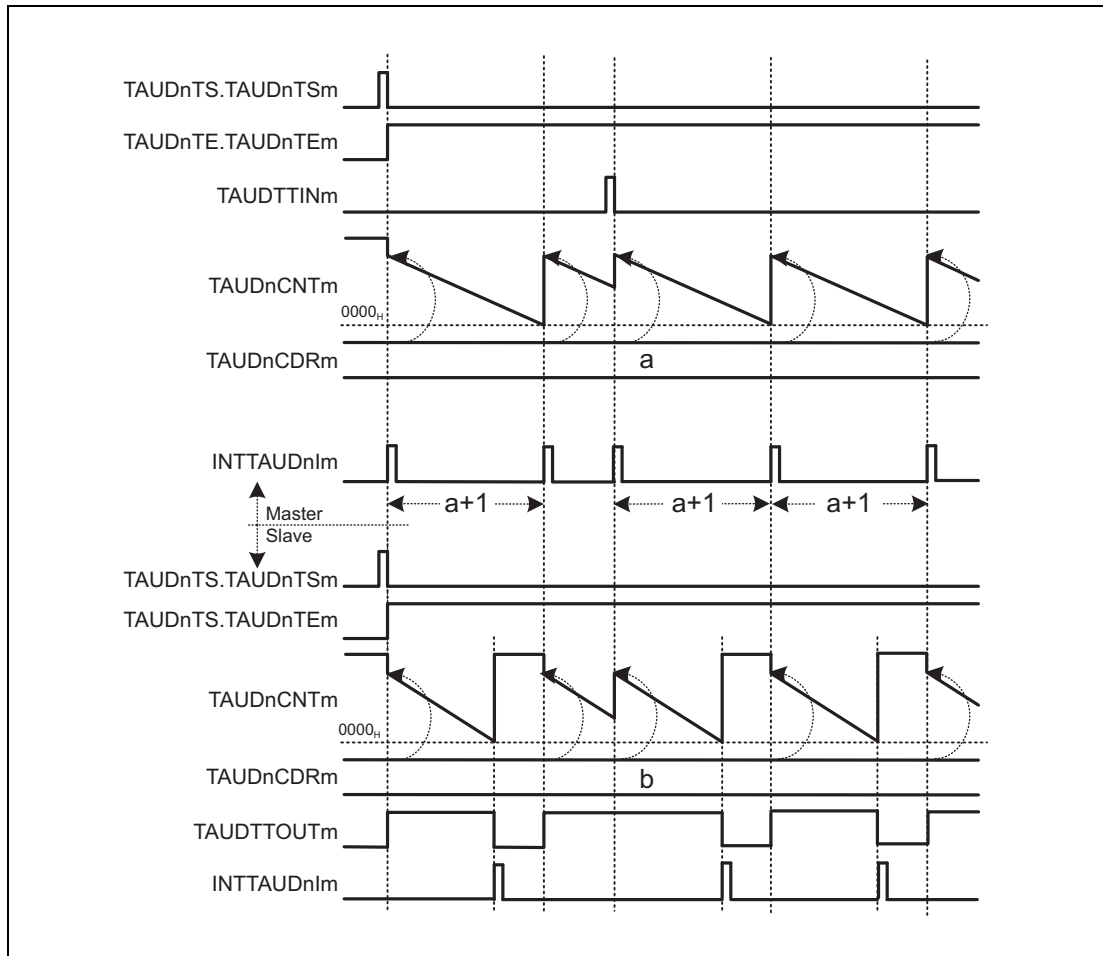 TAUDnTS.TAUDnTSm
TAUDnTE.TAUDnTEm
TAUDTTINm
TAUDnCNTm
0000H
TAUDnCDRm
a
INTTAUDnIm
a+1
a+1
a+1
Master
Slave
TAUDnTS.TAUDnTSm
TAUDnTS.TAUDnTEm
TAUDnCNTm
0000H
TAUDnCDRm
b
TAUDTTOUTm
INTTAUDnIm